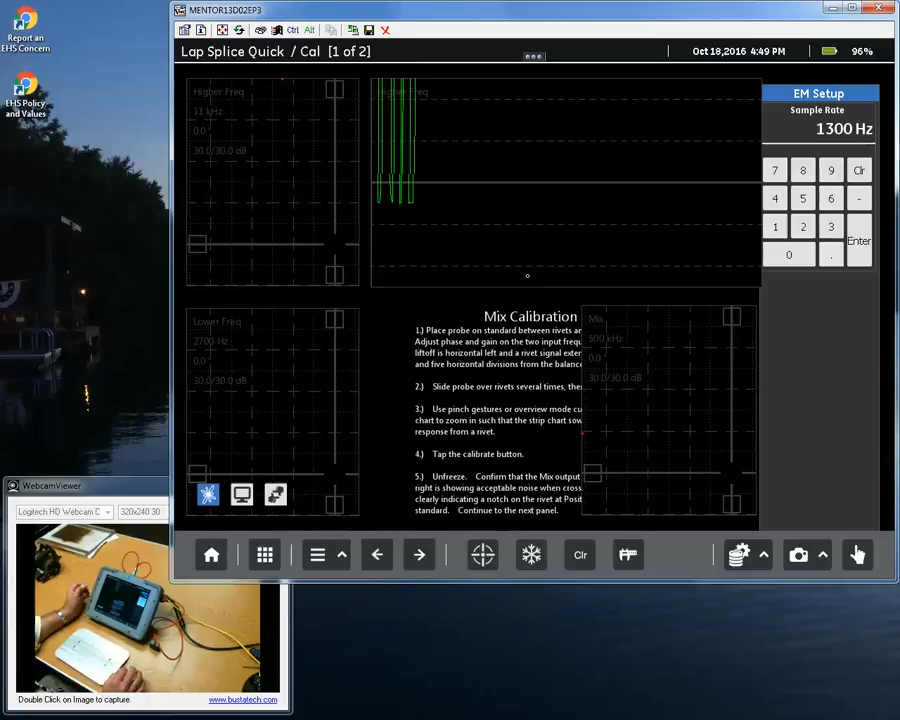 MENTOR13D02EP3
Ctrl Alt
Lap Splice Quick / Cal [1 of 2]
Oct 18,2016 4:49 PM
96%
Report an
EHS Concern
EHS Policy
and Values
Higher Freq
11 kHz
0.0 °
30.0/30.0 dB
Higher Freq
EM Setup
Sample Rate
1300 Hz
7 8 9 Clr
4 5 6 -
1 2 3 Enter
0 .
Lower Freq
2700 Hz
0.0 °
30.0/30.0 dB
Mix Calibration
1.) Place probe on standard between rivets ar
Adjust phase and gain on the two input frequ
liftoff is horizontal left and a rivet signal exter
and five horizontal divisions from the balance
2.) Slide probe over rivets several times, the
3.) Use pinch gestures or overview mode cu
chart to zoom in such that the strip chart sow
response from a rivet.
4.) Tap the calibrate button.
5.) Unfreeze. Confirm that the Mix output
right is showing acceptable noise when cross
clearly indicating a notch on the rivet at Posit
standard. Continue to the next panel.
Mix
500 kHz
0.0 °
30.0/30.0 dB
Clr
WebcamViewer
Logitech HD Webcam C
320x240 30
Double Click on Image to capture.
www.bustatech.com